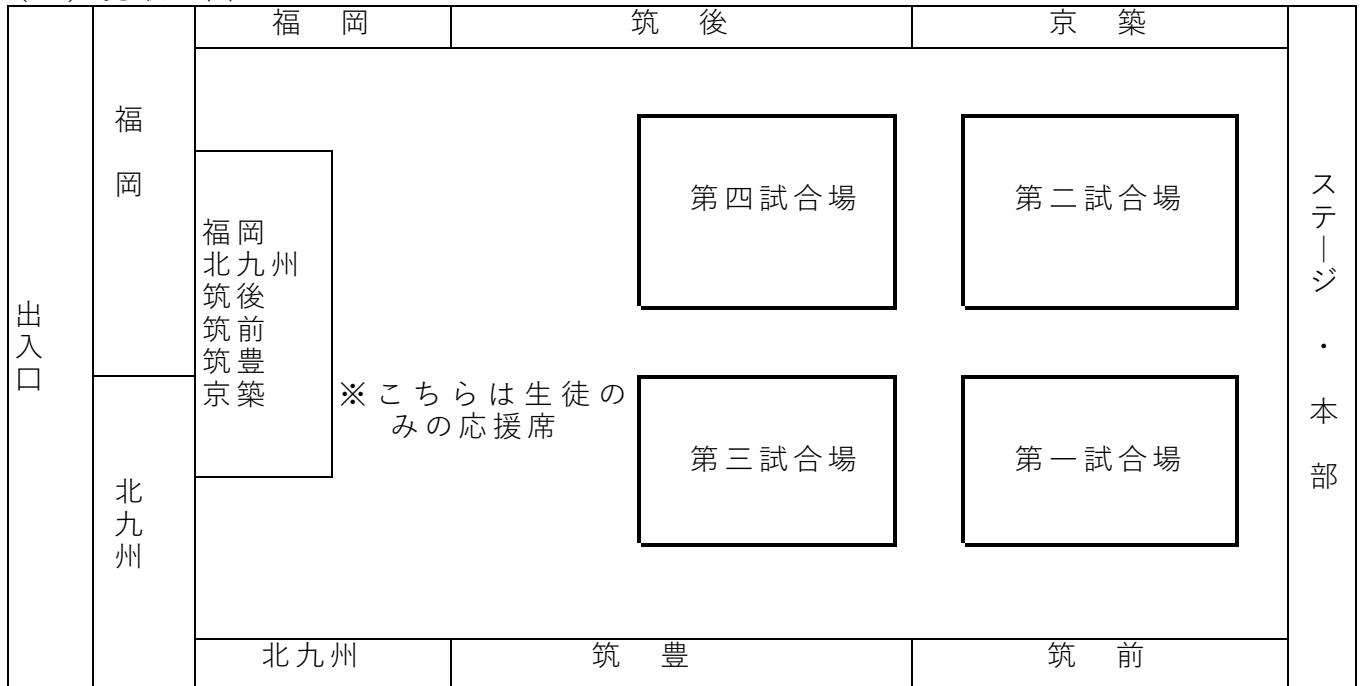 福岡
筑後
京築
福岡
第四試合場
第二試合場
福岡
北九州
筑後
筑前
筑豊
京築
ステージ・本部
出入口
※こちらは生徒の
みの応援席
第三試合場
第一試合場
北九州
北九州
筑豊
筑前